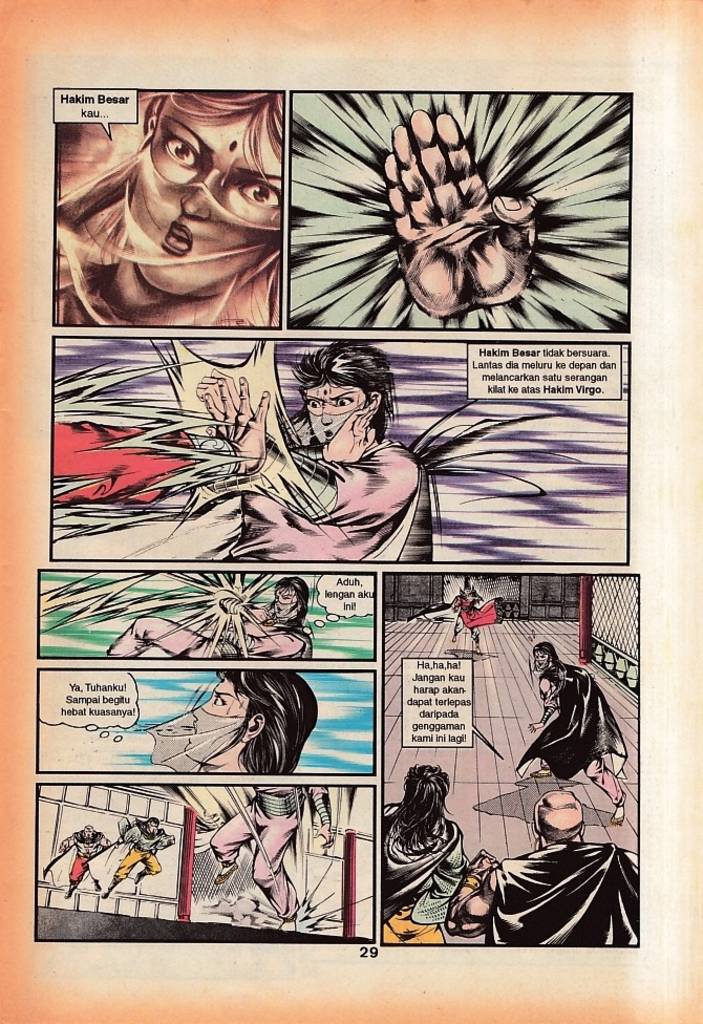 Hakim Besar
kau...
Hakim Besar tidak bersuara.
Lantas dia meluru ke depan dan
melancarkan satu serangan
kilat ke atas Hakim Virgo.
Aduh,
lengan aku
ini!
Ya, Tuhanku!
Sampai begitu
hebat kuasanya!
Ha,ha,ha!
Jangan kau
harap akan-
dapat terlepas
daripada
genggaman
kami ini lagi!
29